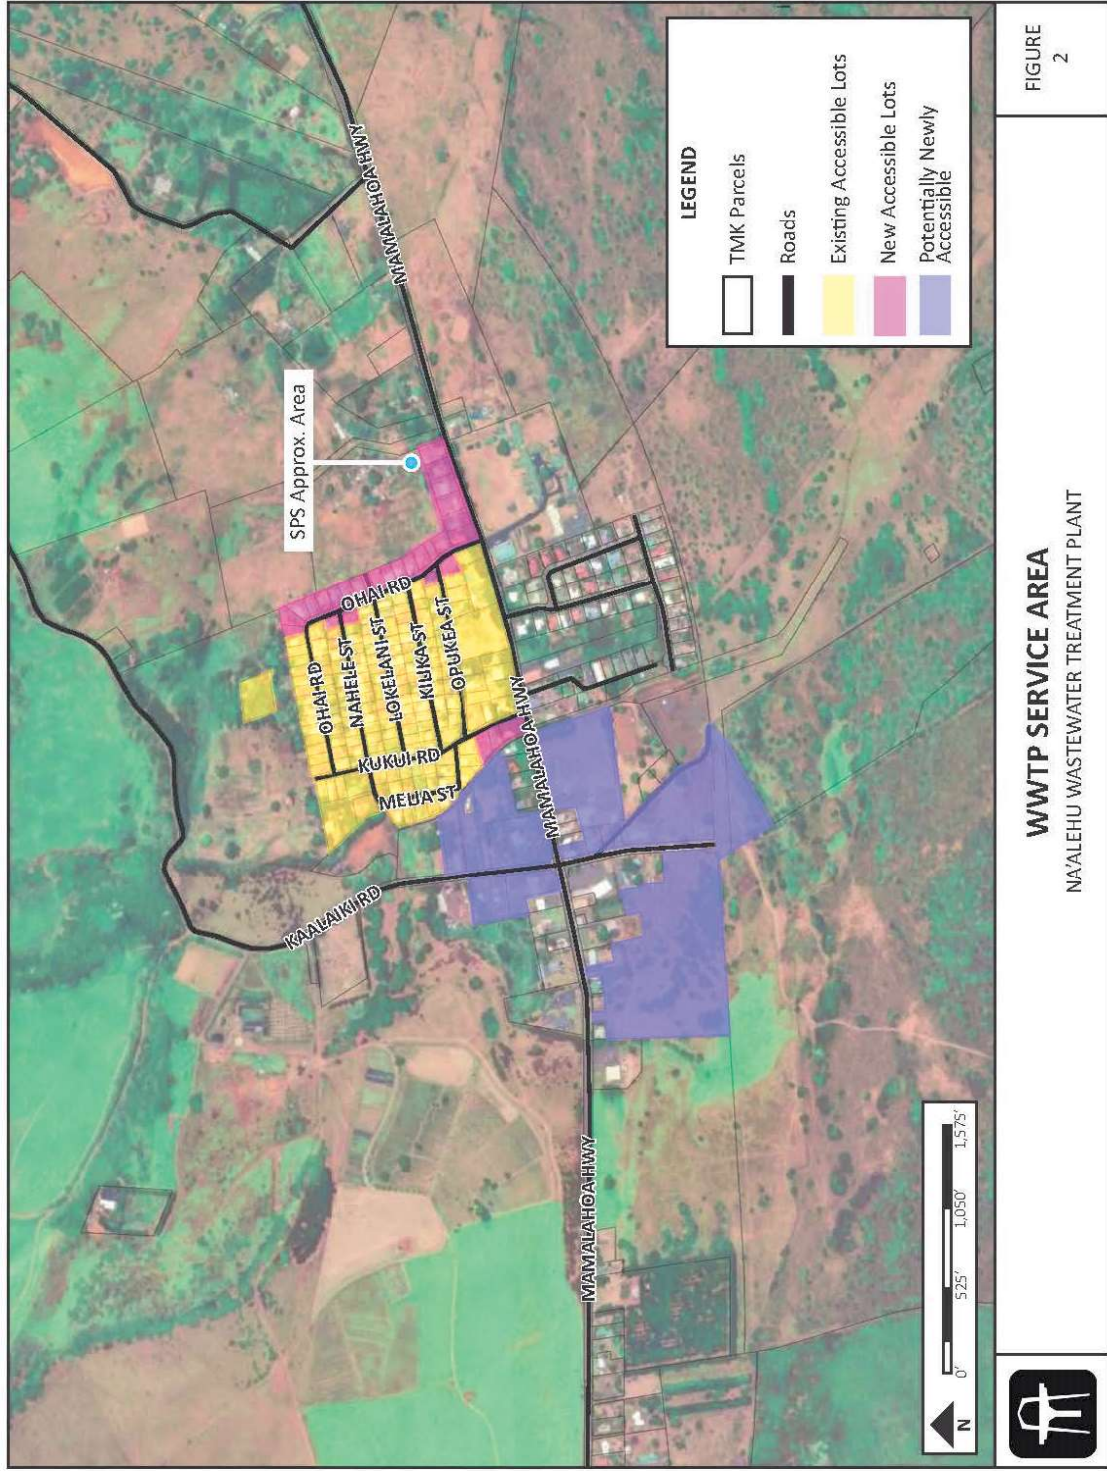 MAMALAHOA HWY
SPS Approx. Area
OHAI RD
OHAI RD
NAHELE ST
LOKELANI ST
KILIKA ST
OPUKEA ST
KUKUI RD
MELIA ST
MAMALAHOA HWY
KAALAIKI RD
MAMALAHOA HWY
LEGEND
TMK Parcels
Roads
Existing Accessible Lots
New Accessible Lots
Potentially Newly
Accessible
N
0' 525' 1,050' 1,575'
WWTP SERVICE AREA
NA'ALEHU WASTEWATER TREATMENT PLANT
FIGURE
2